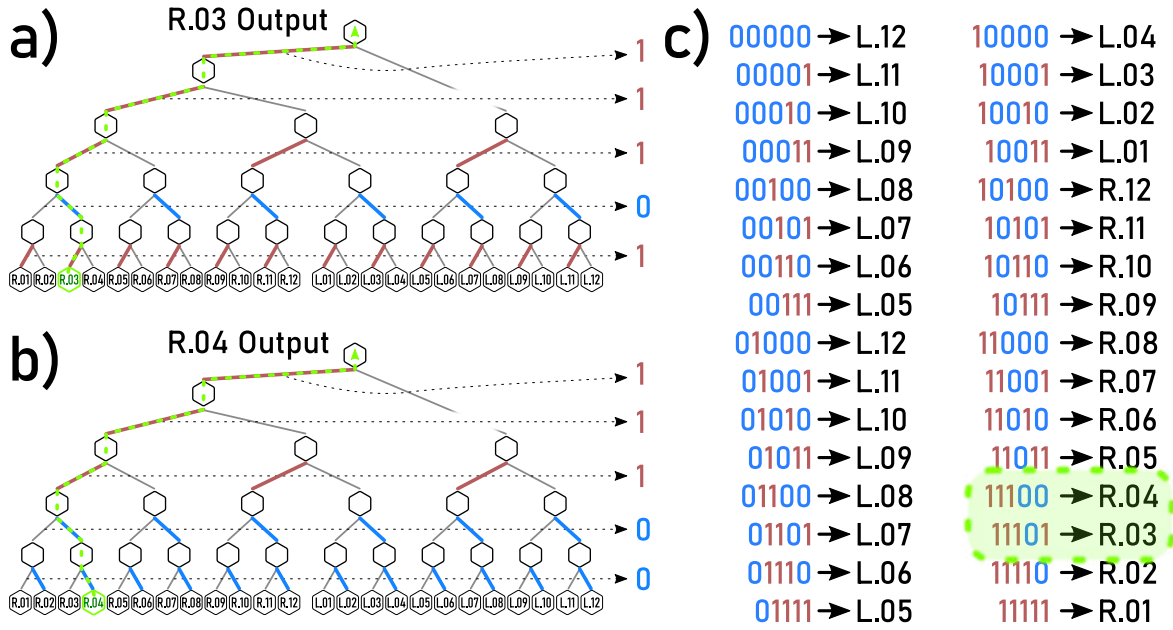 a)
R.03 Output
1
1
1
0
1
R.01 R.02 R.03 R.04 R.05 R.06 R.07 R.08 R.09 R.10 R.11 R.12 L.01 L.02 L.03 L.04 L.05 L.06 L.07 L.08 L.09 L.10 L.11 L.12
b)
R.04 Output
1
1
1
0
0
R.01 R.02 R.03 R.04 R.05 R.06 R.07 R.08 R.09 R.10 R.11 R.12 L.01 L.02 L.03 L.04 L.05 L.06 L.07 L.08 L.09 L.10 L.11 L.12
c)
00000 → L.12
00001 → L.11
00010 → L.10
00011 → L.09
00100 → L.08
00101 → L.07
00110 → L.06
00111 → L.05
01000 → L.12
01001 → L.11
01010 → L.10
01011 → L.09
01100 → L.08
01101 → L.07
01110 → L.06
01111 → L.05
10000 → L.04
10001 → L.03
10010 → L.02
10011 → L.01
10100 → R.12
10101 → R.11
10110 → R.10
10111 → R.09
11000 → R.08
11001 → R.07
11010 → R.06
11011 → R.05
11100 → R.04
11101 → R.03
11110 → R.02
11111 → R.01